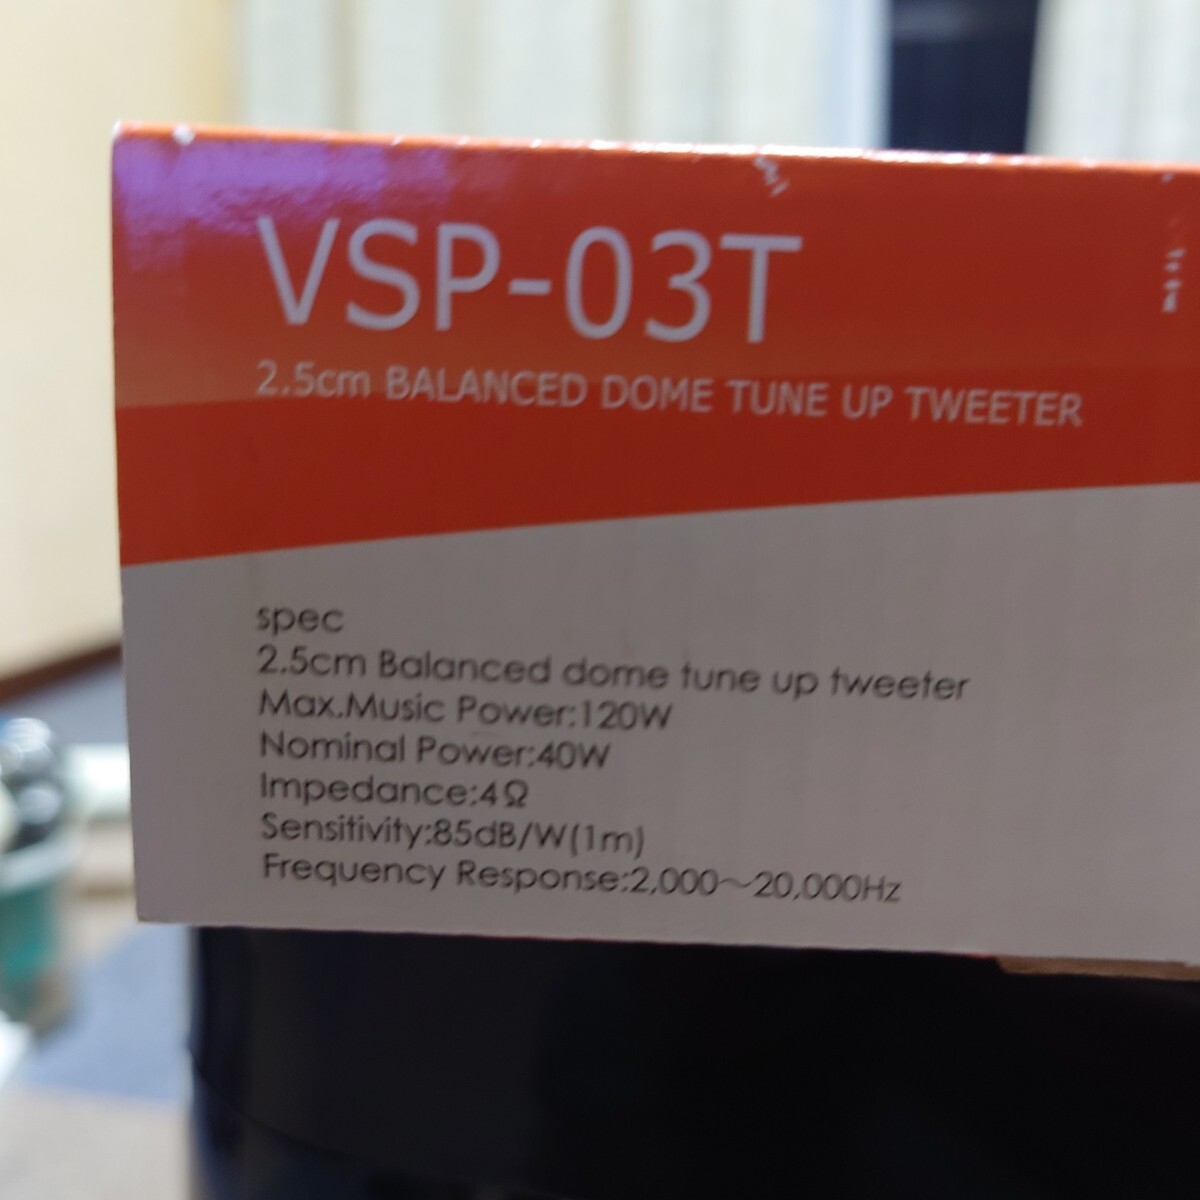 VSP-03T
2.5cm BALANCED DOME TUNE UP TWEETER
spec
2.5cm Balanced dome tune up tweeter
Max.Music Power:120W
Nominal Power:40W
Impedance:4Ω
Sensitivity:85dB/W(1m)
Frequency Response:2,000～20,000Hz